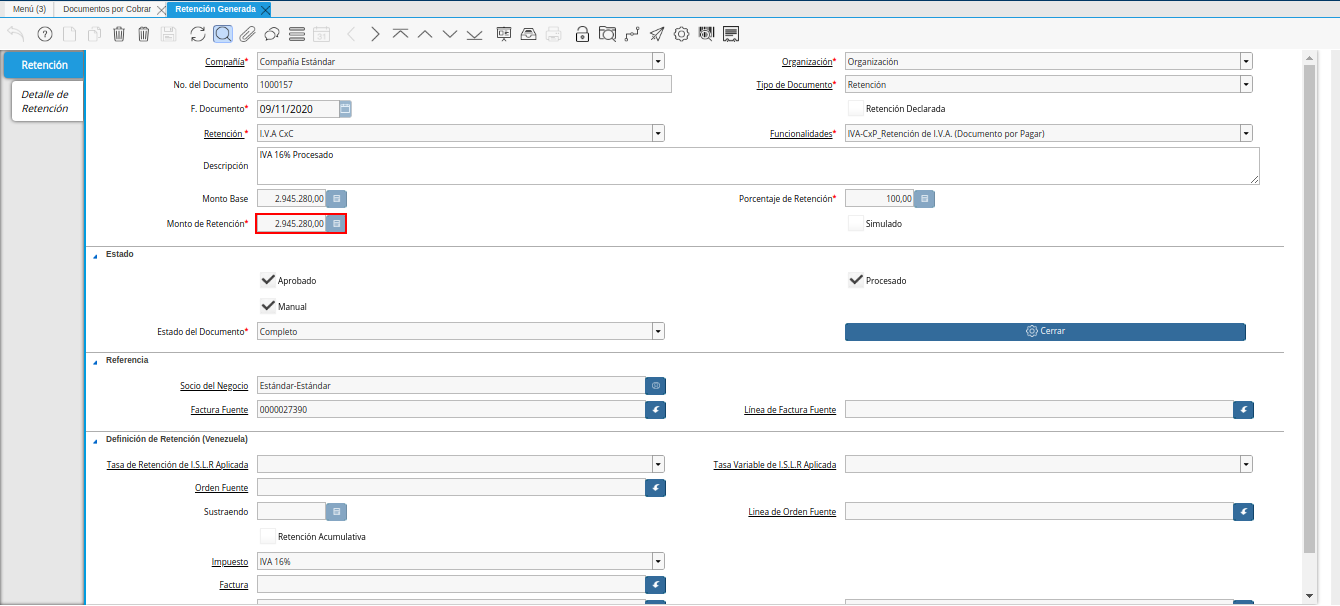 Menú (3) Documentos por Cobrar Retención Generada
Retención
Detalle de
Retención
Compañía* Compañía Estándar Organización* Organización
No. del Documento 1000157 Tipo de Documento* Retención
F. Documento* 09/11/2020 Retención Declarada
Retención * I.V.A CxC Funcionalidades* IVA-CxP_Retención de I.V.A. (Documento por Pagar)
Descripción IVA 16% Procesado
Monto Base 2.945.280,00 Porcentaje de Retención* 100,00
Monto de Retención* 2.945.280,00 Simulado
Estado
Aprobado Procesado
Manual
Estado del Documento* Completo Cerrar
Referencia
Socio del Negocio Estándar-Estándar
Factura Fuente 0000027390 Línea de Factura Fuente
Definición de Retención (Venezuela)
Tasa de Retención de I.S.L.R Aplicada Tasa Variable de I.S.L.R Aplicada
Orden Fuente
Sustraendo Línea de Orden Fuente
Retención Acumulativa
Impuesto IVA 16%
Factura